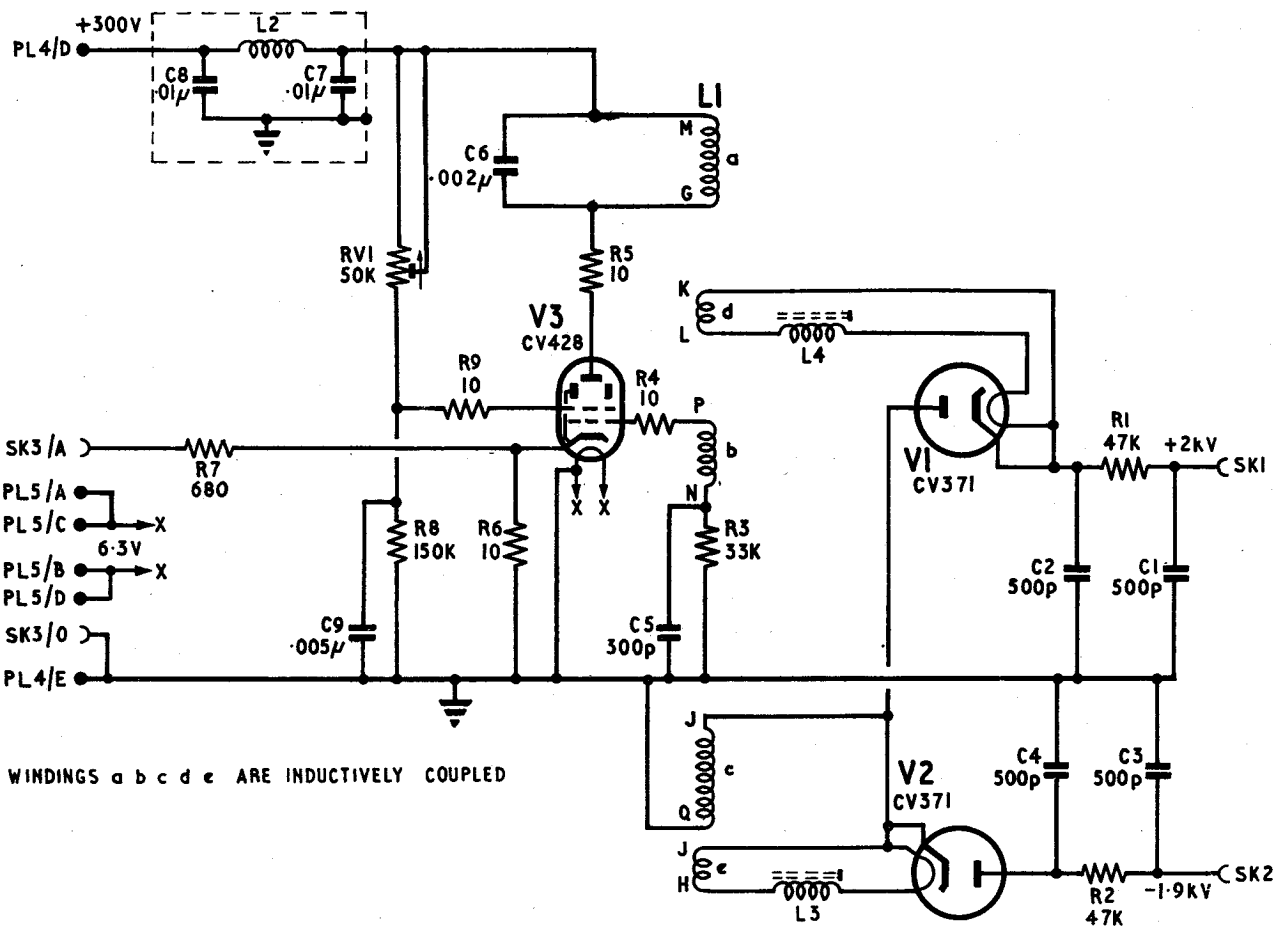 +300V
L2
PL4/D
C8
·01µ
C7
·01µ
L1
M
a
G
C6
·002µ
RV1
50K
R5
10
K
d
L
L4
V3
CV428
R9
10
R4
10
P
b
N
V1
CV371
R1
47K
+2kV
SK1
SK3/A
R7
680
PL5/A
PL5/C
X
6·3V
PL5/B
X
PL5/D
SK3/O
PL4/E
X X
R8
150K
R6
10
R3
33K
C9
·005µ
C5
300p
C2
500p
C1
500p
J
c
Q
J
e
H
L3
V2
CV371
C4
500p
C3
500p
R2
47K
-1·9kV
SK2
WINDINGS a b c d e ARE INDUCTIVELY COUPLED